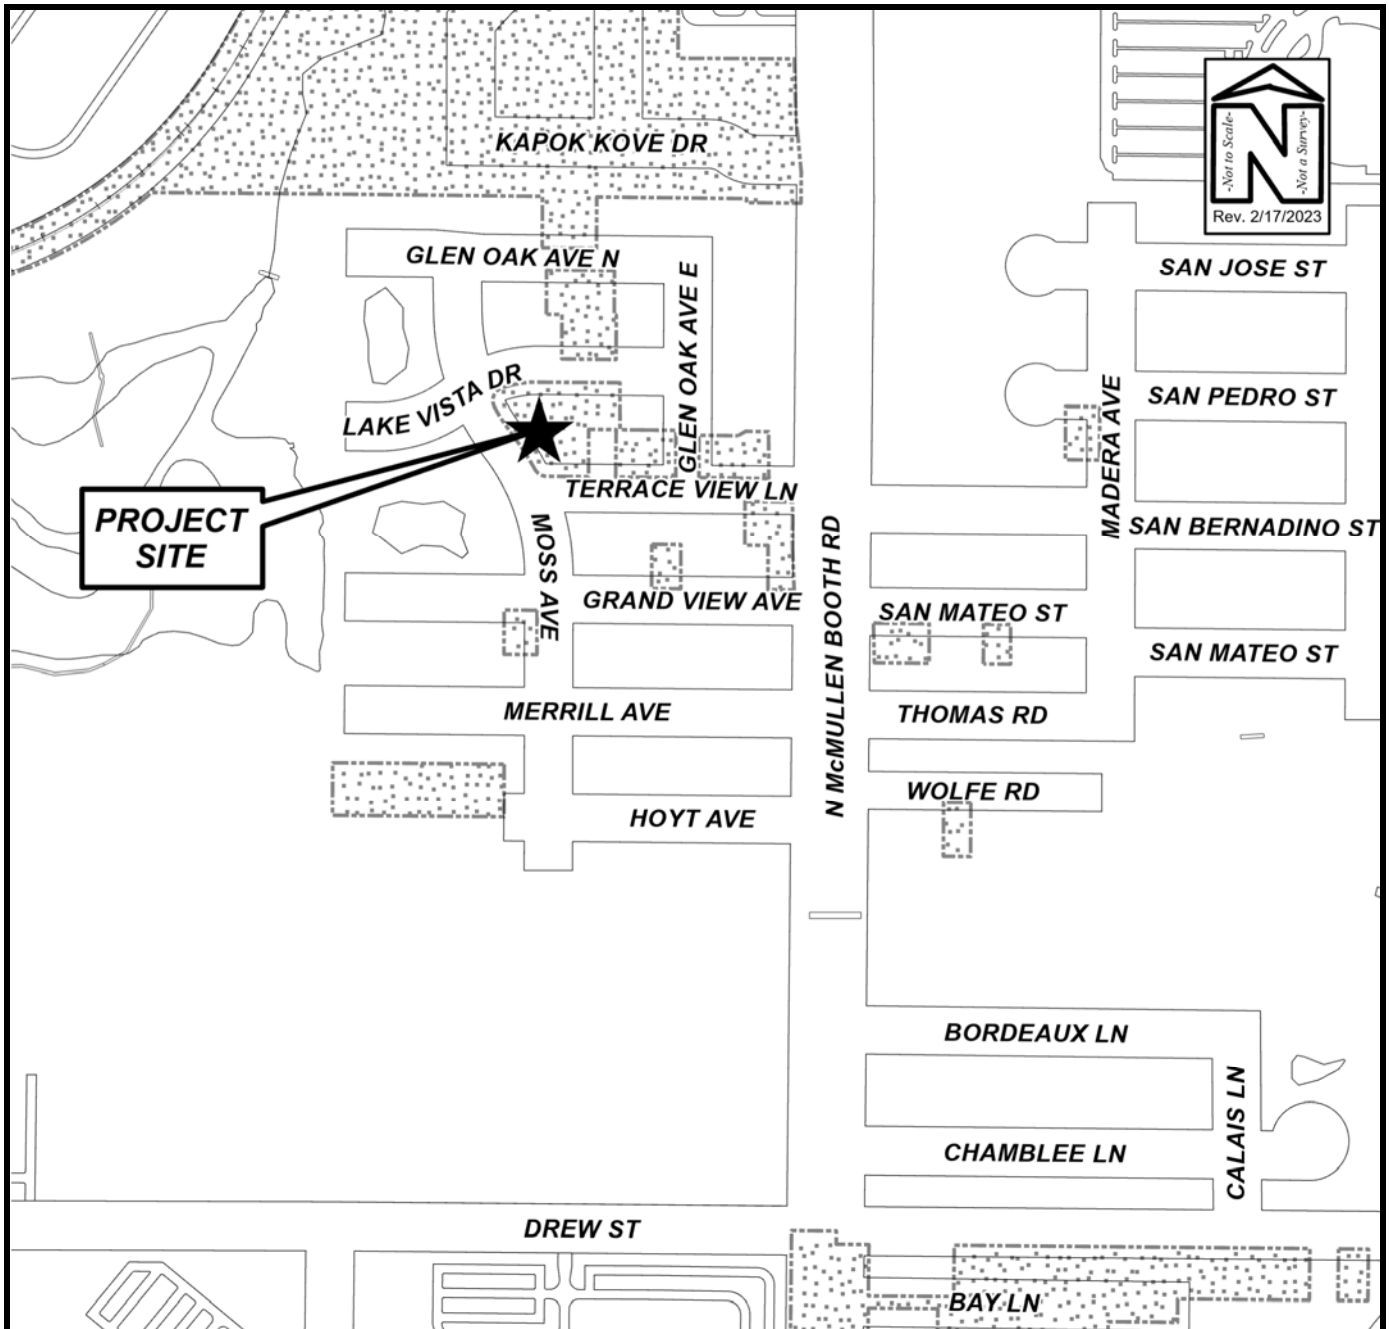 KAPOK KOVE DR
-Not to Scale-
-Not a Survey-
N
Rev. 2/17/2023
GLEN OAK AVE N
SAN JOSE ST
GLEN OAK AVE E
LAKE VISTA DR
SAN PEDRO ST
MADERA AVE
TERRACE VIEW LN
PROJECT
SITE
MOSS AVE
N McMULLEN BOOTH RD
SAN BERNADINO ST
GRAND VIEW AVE
SAN MATEO ST
SAN MATEO ST
MERRILL AVE
THOMAS RD
WOLFE RD
HOYT AVE
BORDEAUX LN
CALAIS LN
CHAMBLEE LN
DREW ST
BAY LN